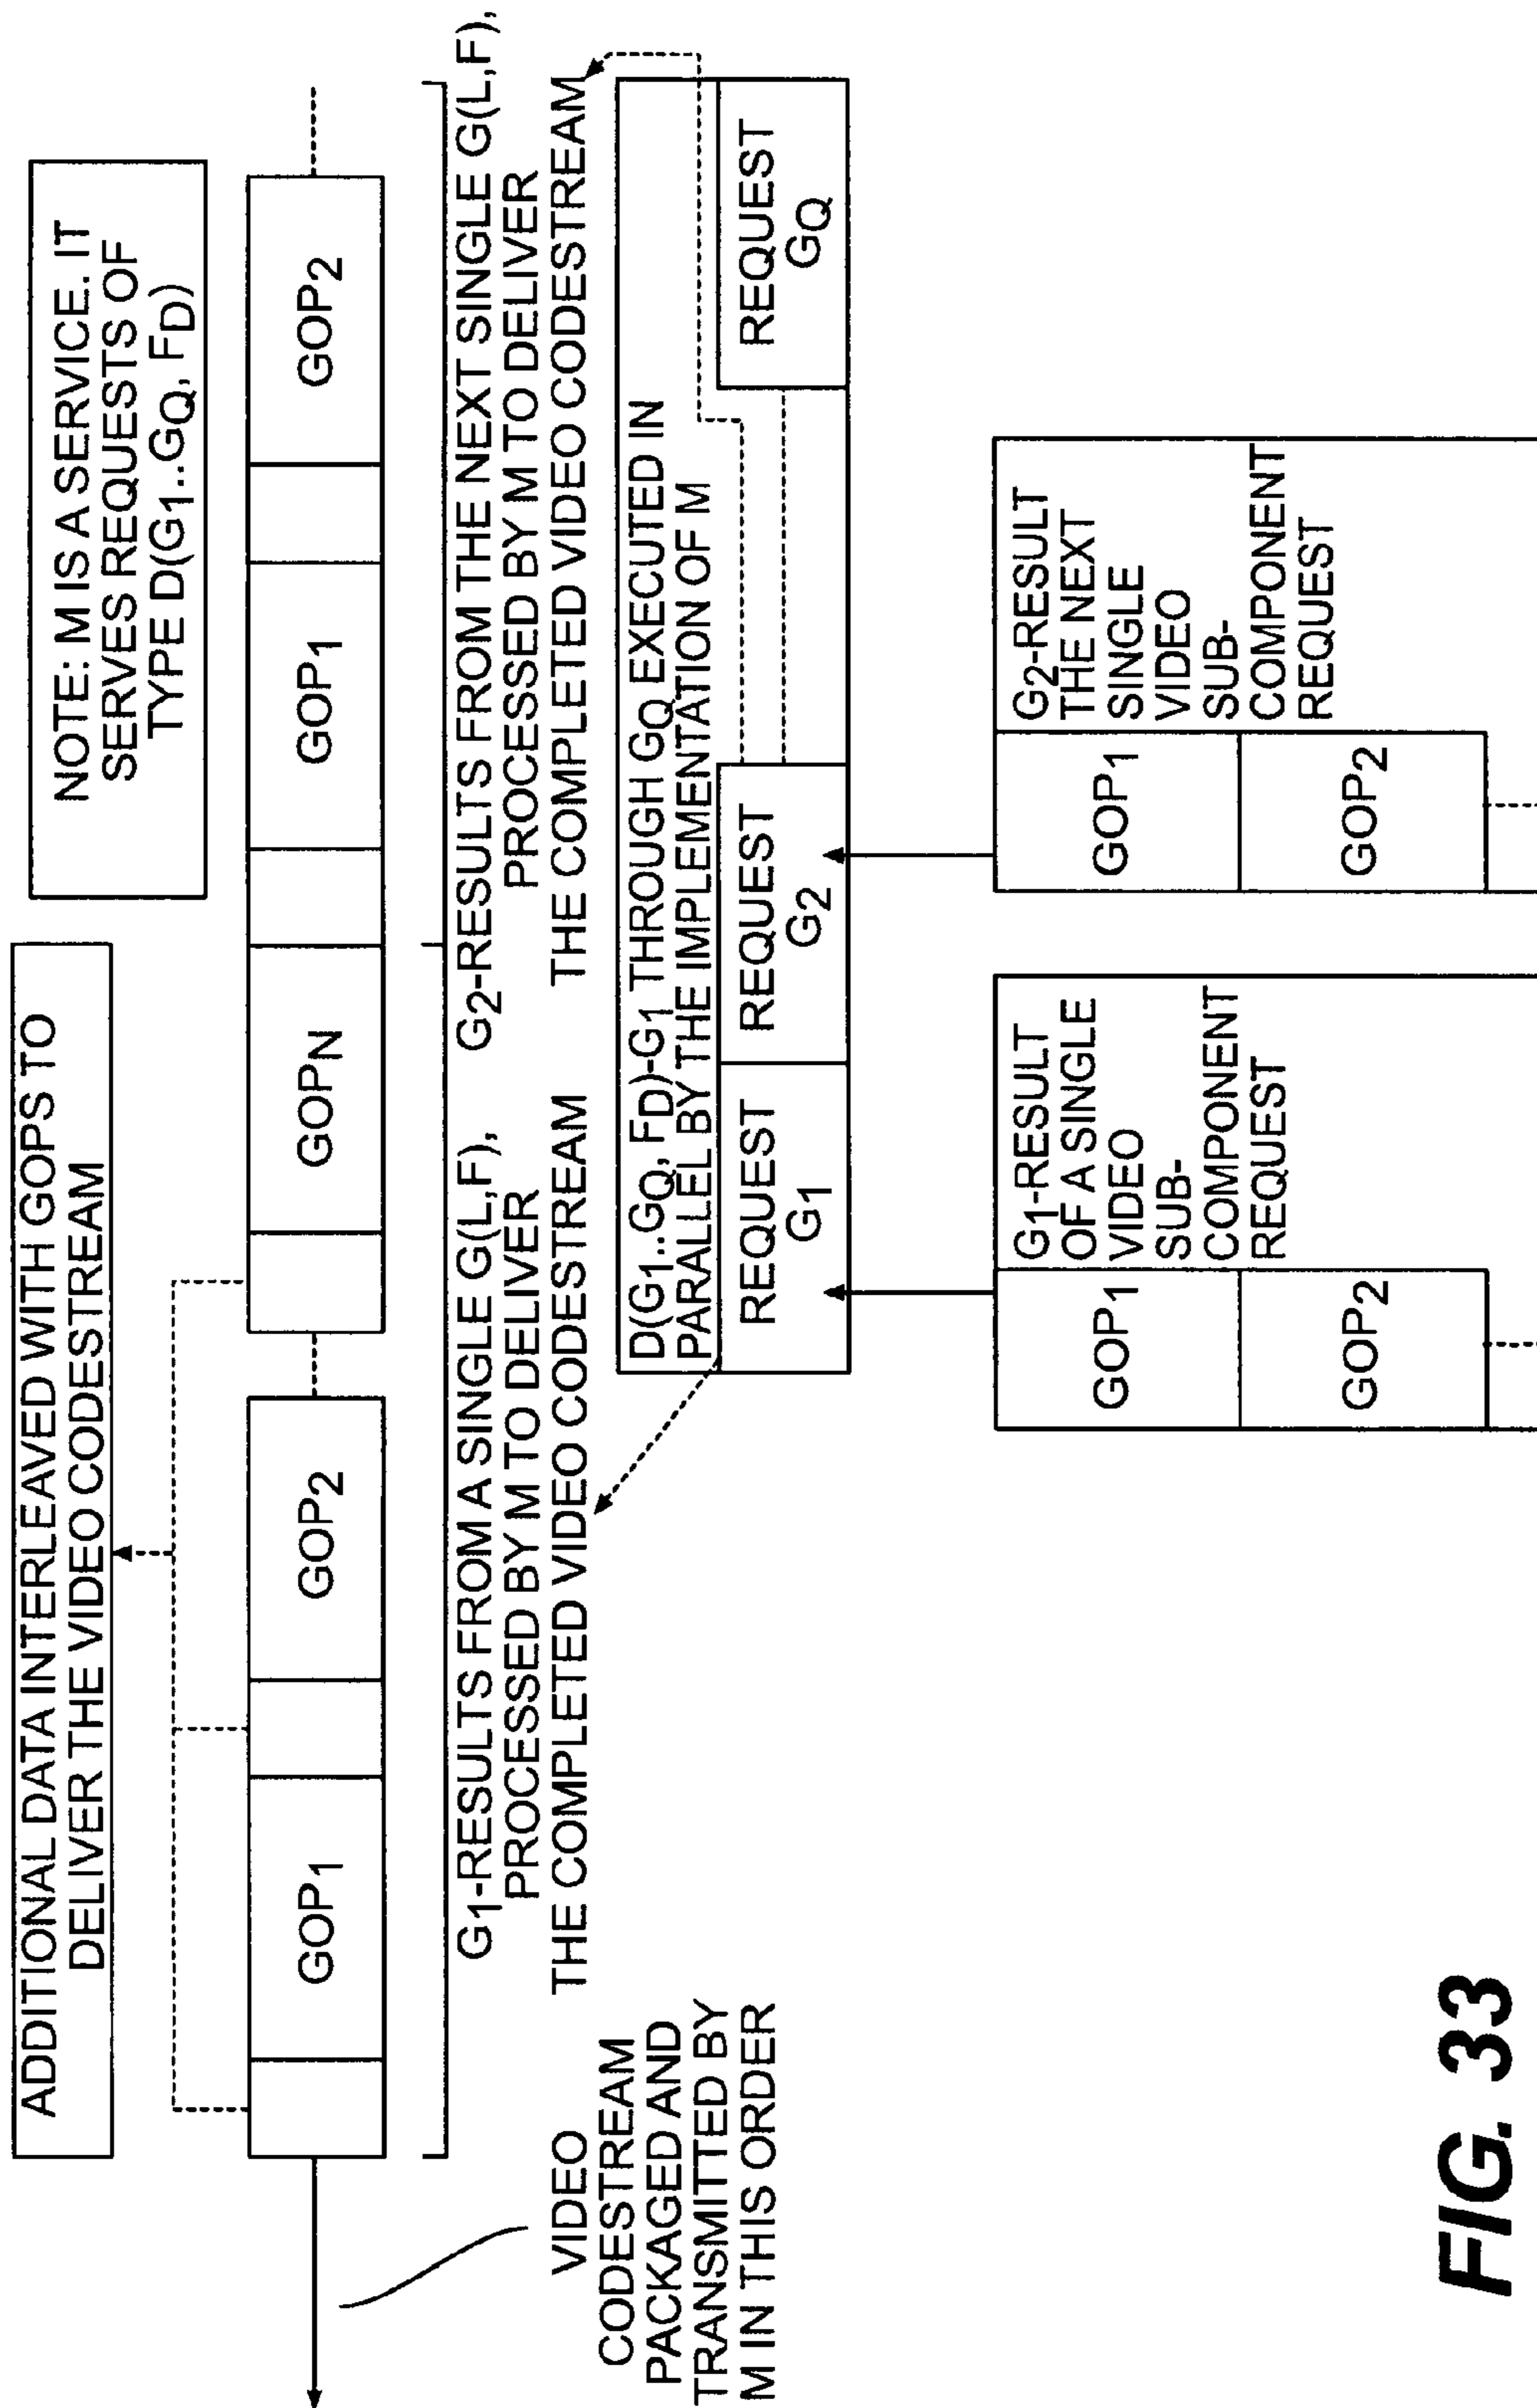 ADDITIONAL DATA INTERLEAVED WITH GOPS TO
DELIVER THE VIDEO CODESTREAM
NOTE: M IS A SERVICE. IT
SERVES REQUESTS OF
TYPE D(G1..GQ, FD)
GOP1
GOP2
GOPN
GOP1
GOP2
G1-RESULTS FROM A SINGLE G(L,F),
PROCESSED BY M TO DELIVER
THE COMPLETED VIDEO CODESTREAM
G2-RESULTS FROM THE NEXT SINGLE G(L,F),
PROCESSED BY M TO DELIVER
THE COMPLETED VIDEO CODESTREAM
VIDEO
CODESTREAM
PACKAGED AND
TRANSMITTED BY
M IN THIS ORDER
D(G1..GQ, FD)-G1 THROUGH GQ EXECUTED IN
PARALLEL BY THE IMPLEMENTATION OF M
REQUEST
G1
REQUEST
G2
REQUEST
GQ
GOP1
GOP2
G1-RESULT
OF A SINGLE
VIDEO
SUB-
COMPONENT
REQUEST
GOP1
GOP2
G2-RESULT
THE NEXT
SINGLE
VIDEO
SUB-
COMPONENT
REQUEST
FIG. 33